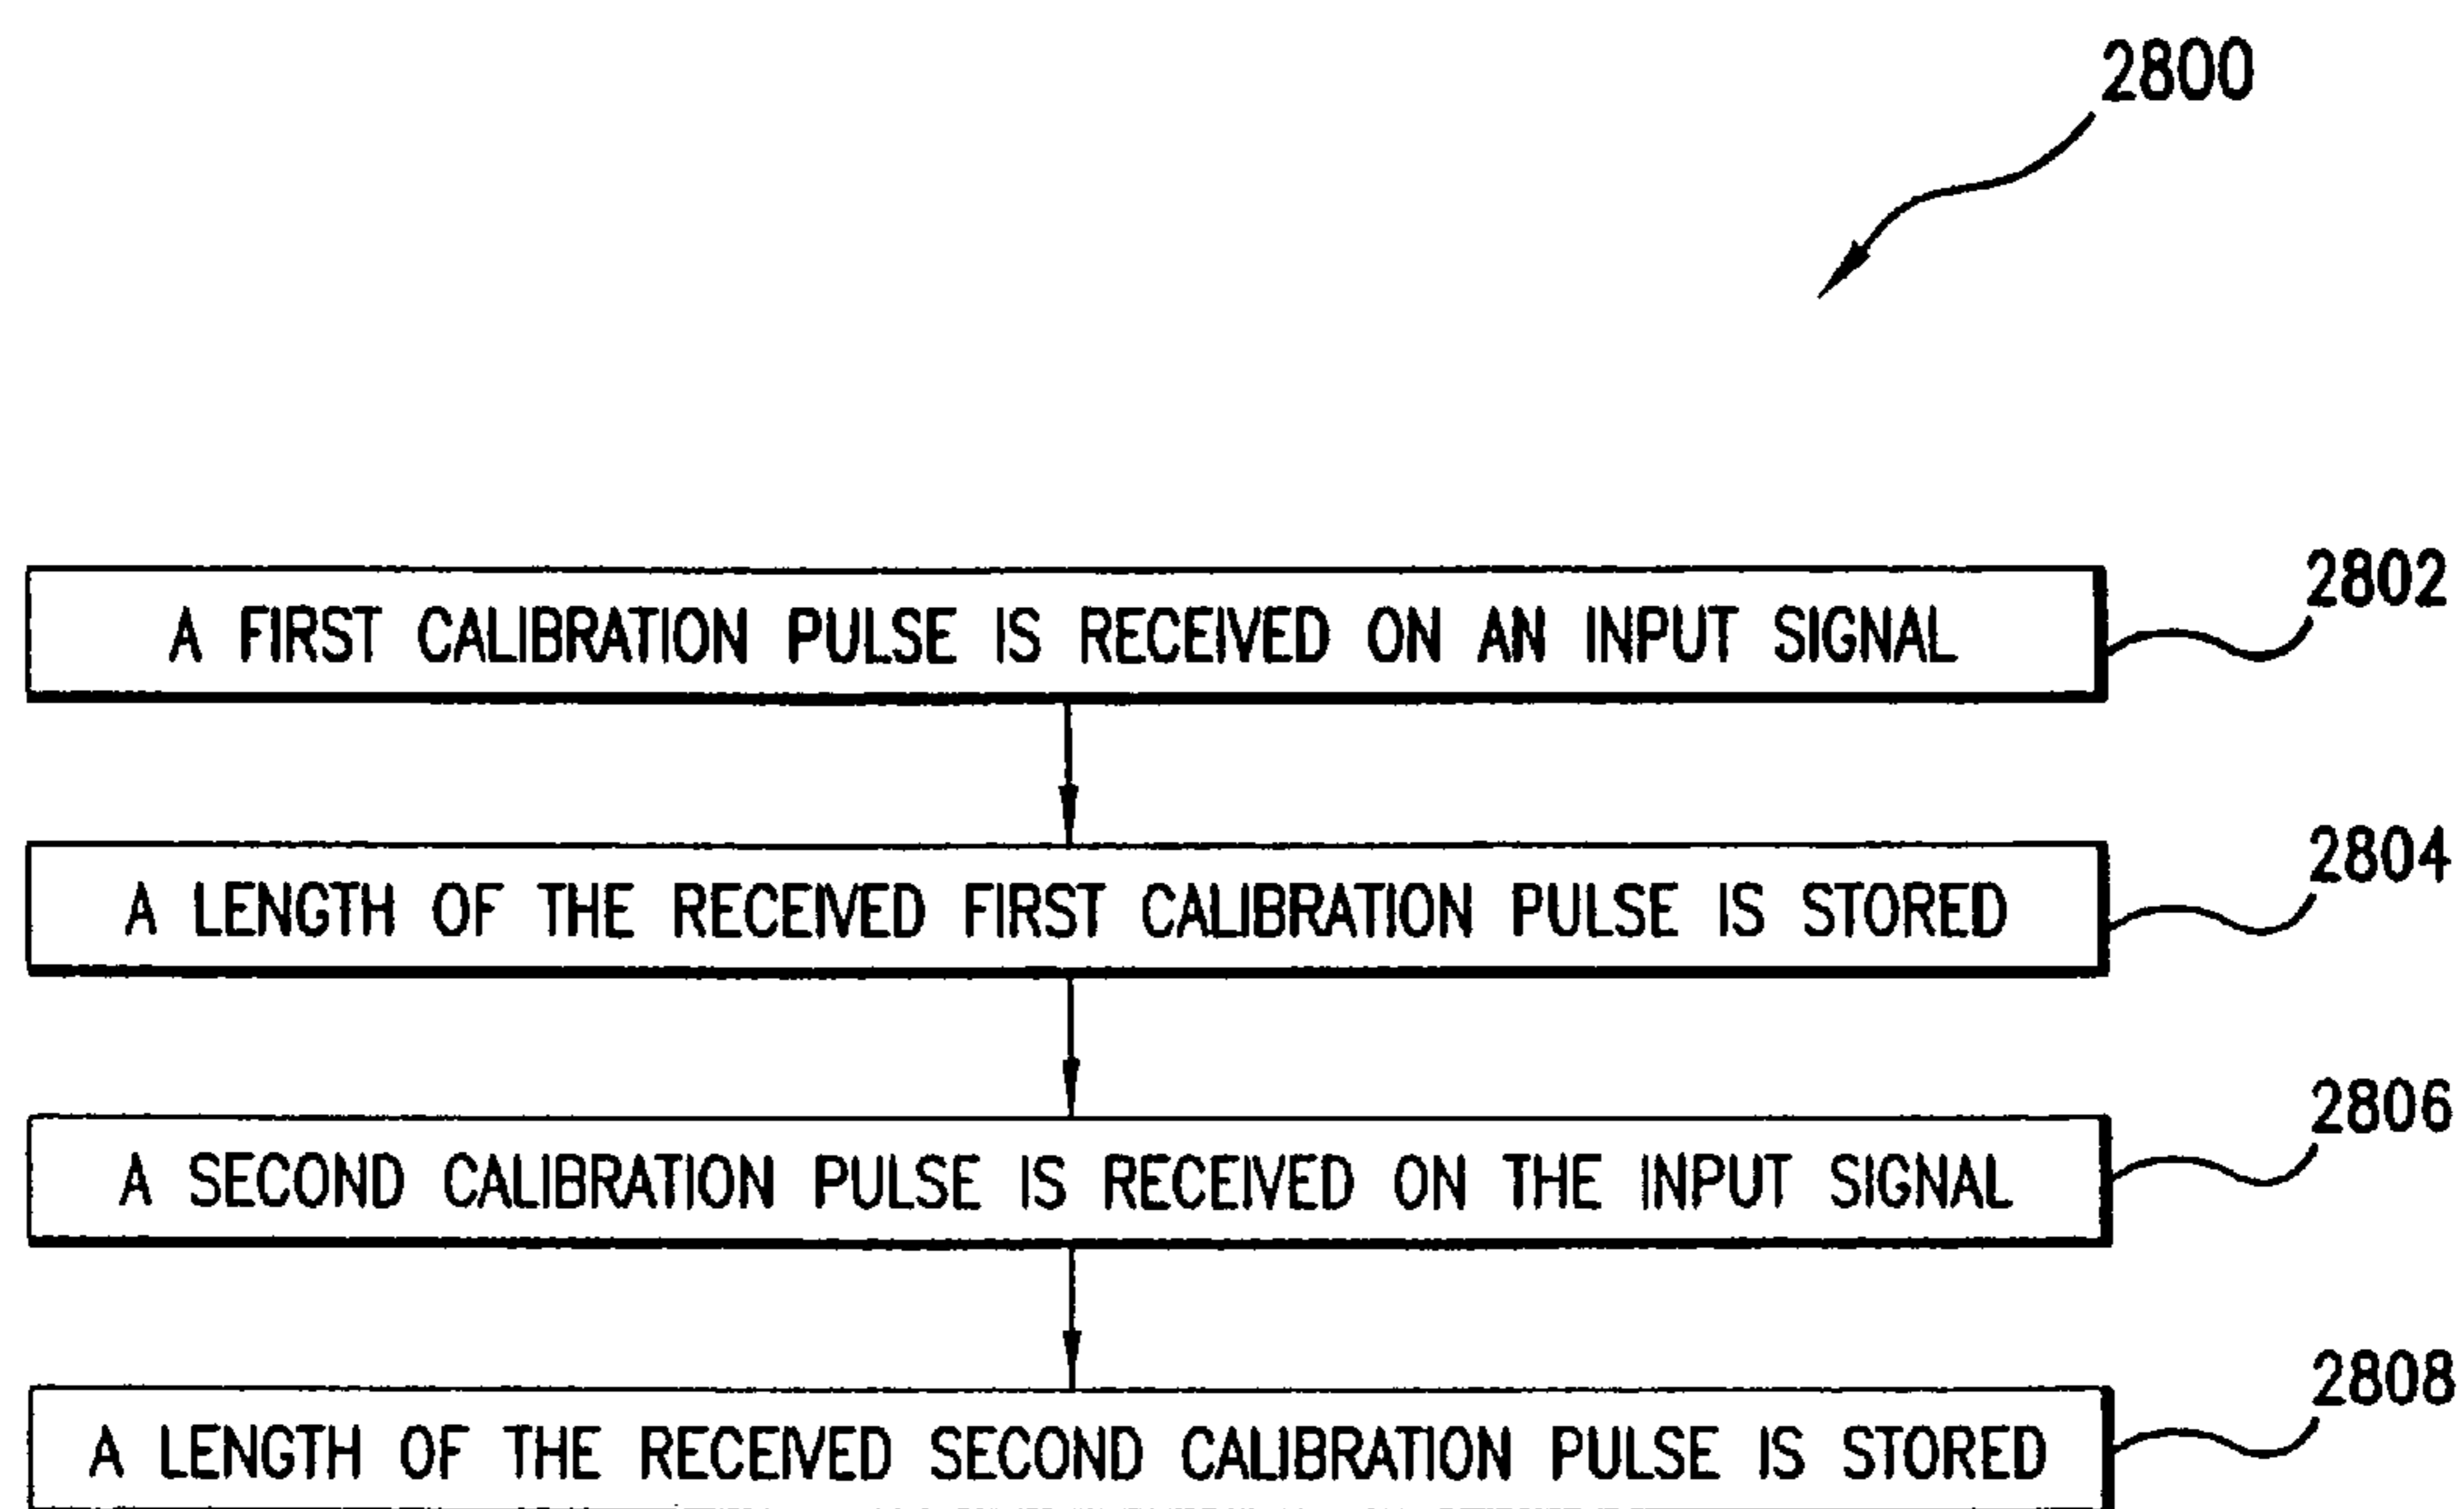 2800
A FIRST CALIBRATION PULSE IS RECEIVED ON AN INPUT SIGNAL
2802
A LENGTH OF THE RECEIVED FIRST CALIBRATION PULSE IS STORED
2804
A SECOND CALIBRATION PULSE IS RECEIVED ON THE INPUT SIGNAL
2806
A LENGTH OF THE RECEIVED SECOND CALIBRATION PULSE IS STORED
2808